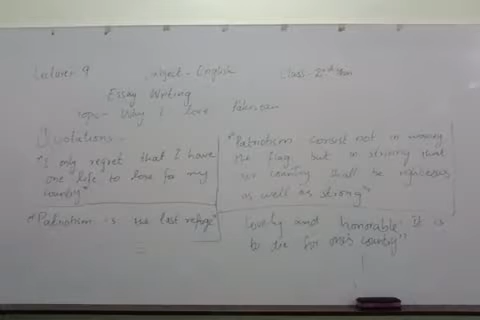 Lecturer 9 subject - English Class - 2nd Year
Essay Writing
Topic - Why I Love Pakistan
Quotations
"I only regret that I have
one life to lose for my
country"
"Patriotism is the last refuge"
"Patriotism consist not in waving
the flag but in striving that
our country shall be righteous
as well as strong"
Lovely and honorable it is
to die for one's country"